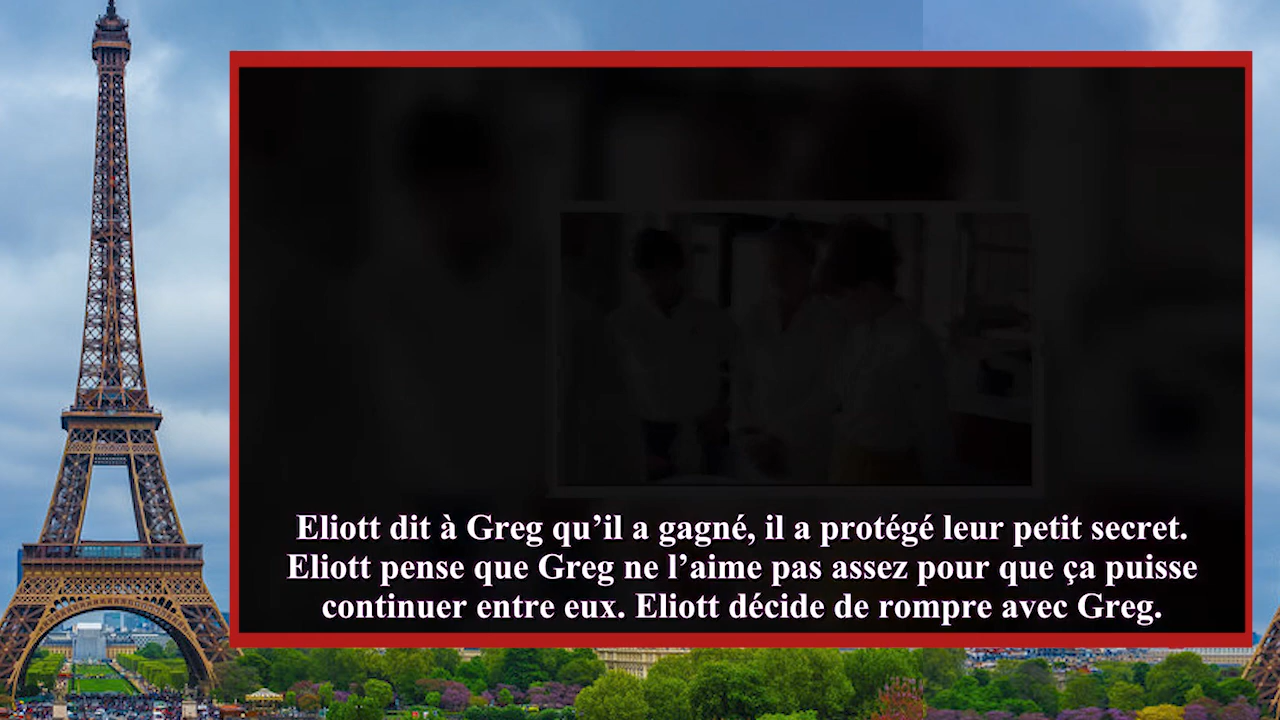 Eliott dit à Greg qu’il a gagné, il a protégé leur petit secret.
Eliott pense que Greg ne l’aime pas assez pour que ça puisse
continuer entre eux. Eliott décide de rompre avec Greg.